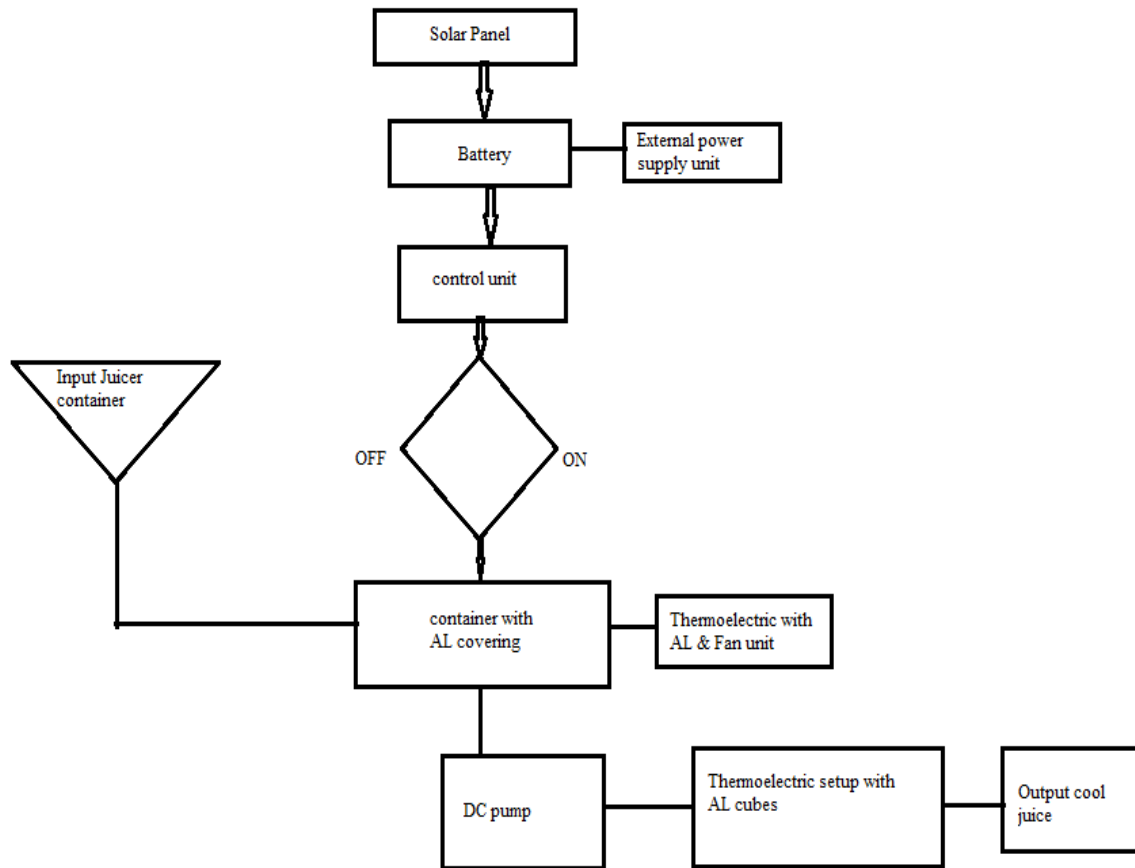 Solar Panel
Battery
External power
supply unit
control unit
Input Juicer
container
OFF
ON
container with
AL covering
Thermoelectric with
AL & Fan unit
DC pump
Thermoelectric setup with
AL cubes
Output cool
juice